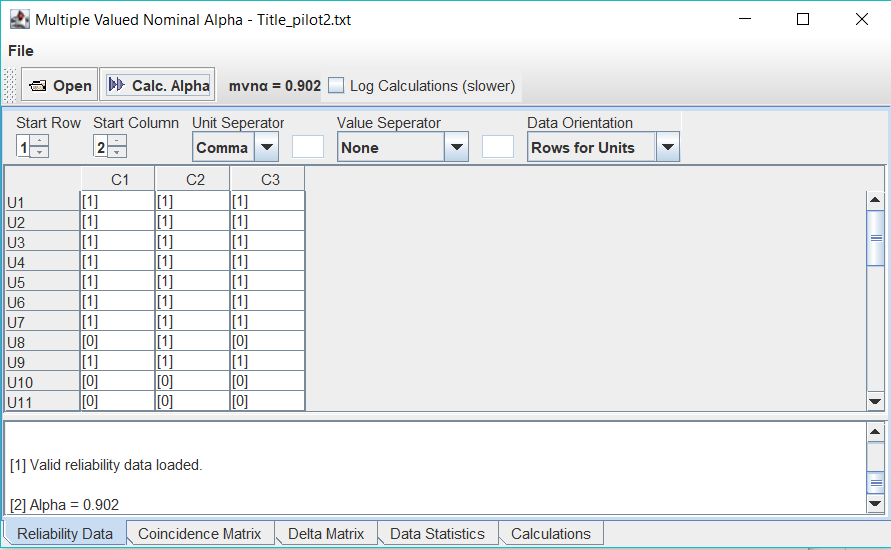 Multiple Valued Nominal Alpha - Title_pilot2.txt
File
Open Calc. Alpha mvnα = 0.902 Log Calculations (slower)
Start Row Start Column Unit Seperator Value Seperator Data Orientation
1 2 Comma None Rows for Units
C1 C2 C3
U1 [1] [1] [1]
U2 [1] [1] [1]
U3 [1] [1] [1]
U4 [1] [1] [1]
U5 [1] [1] [1]
U6 [1] [1] [1]
U7 [1] [1] [1]
U8 [0] [1] [0]
U9 [1] [1] [1]
U10 [0] [0] [0]
U11 [0] [0] [0]
[1] Valid reliability data loaded.
[2] Alpha = 0.902
Reliability Data Coincidence Matrix Delta Matrix Data Statistics Calculations